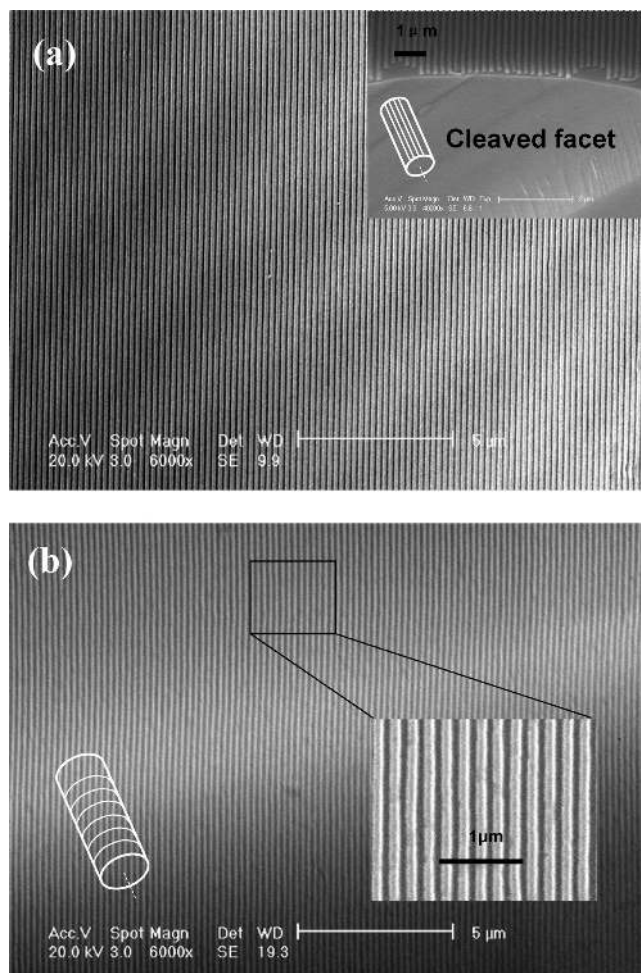 (a)
1 μm
Cleaved facet
Acc.V Spot Magn Det WD
20.0 kV 3.0 6000x SE 9.9
5 μm
(b)
1μm
Acc.V Spot Magn Det WD
20.0 kV 3.0 6000x SE 19.3
5 μm